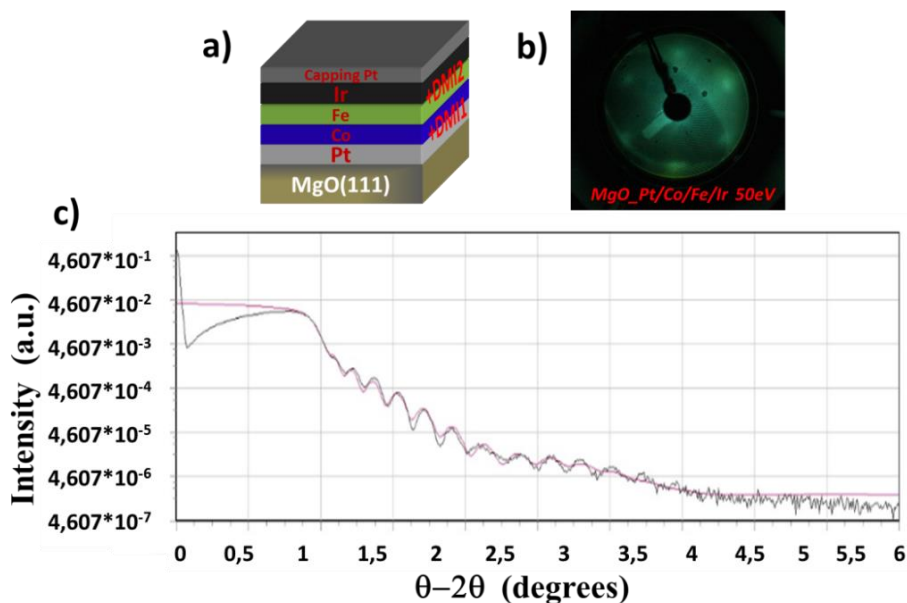 a)
Capping Pt
Ir
Fe
Co
Pt
MgO(111)
+DMI2
+DMI1
b)
MgO_Pt/Co/Fe/Ir 50eV
c)
Intensity (a.u.)
4,607*10-1
4,607*10-2
4,607*10-3
4,607*10-4
4,607*10-5
4,607*10-6
4,607*10-7
0 0,5 1 1,5 2 2,5 3 3,5 4 4,5 5 5,5 6
θ–2θ (degrees)